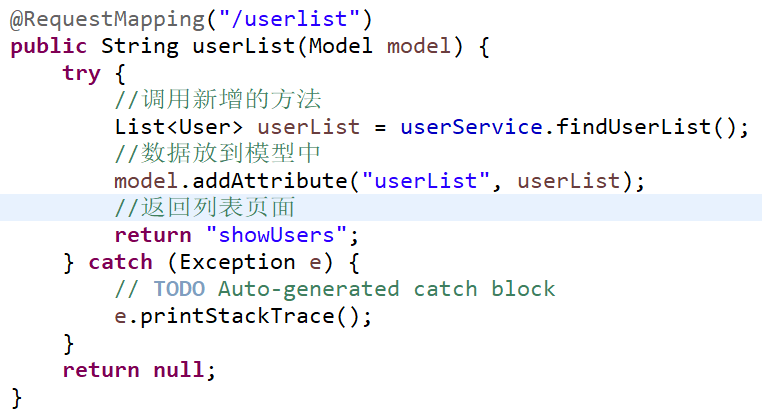 @RequestMapping("/userlist")
public String userList(Model model) {
    try {
        //调用新增的方法
        List<User> userList = userService.findUserList();
        //数据放到模型中
        model.addAttribute("userList", userList);
        //返回列表页面
        return "showUsers";
    } catch (Exception e) {
        // TODO Auto-generated catch block
        e.printStackTrace();
    }
    return null;
}